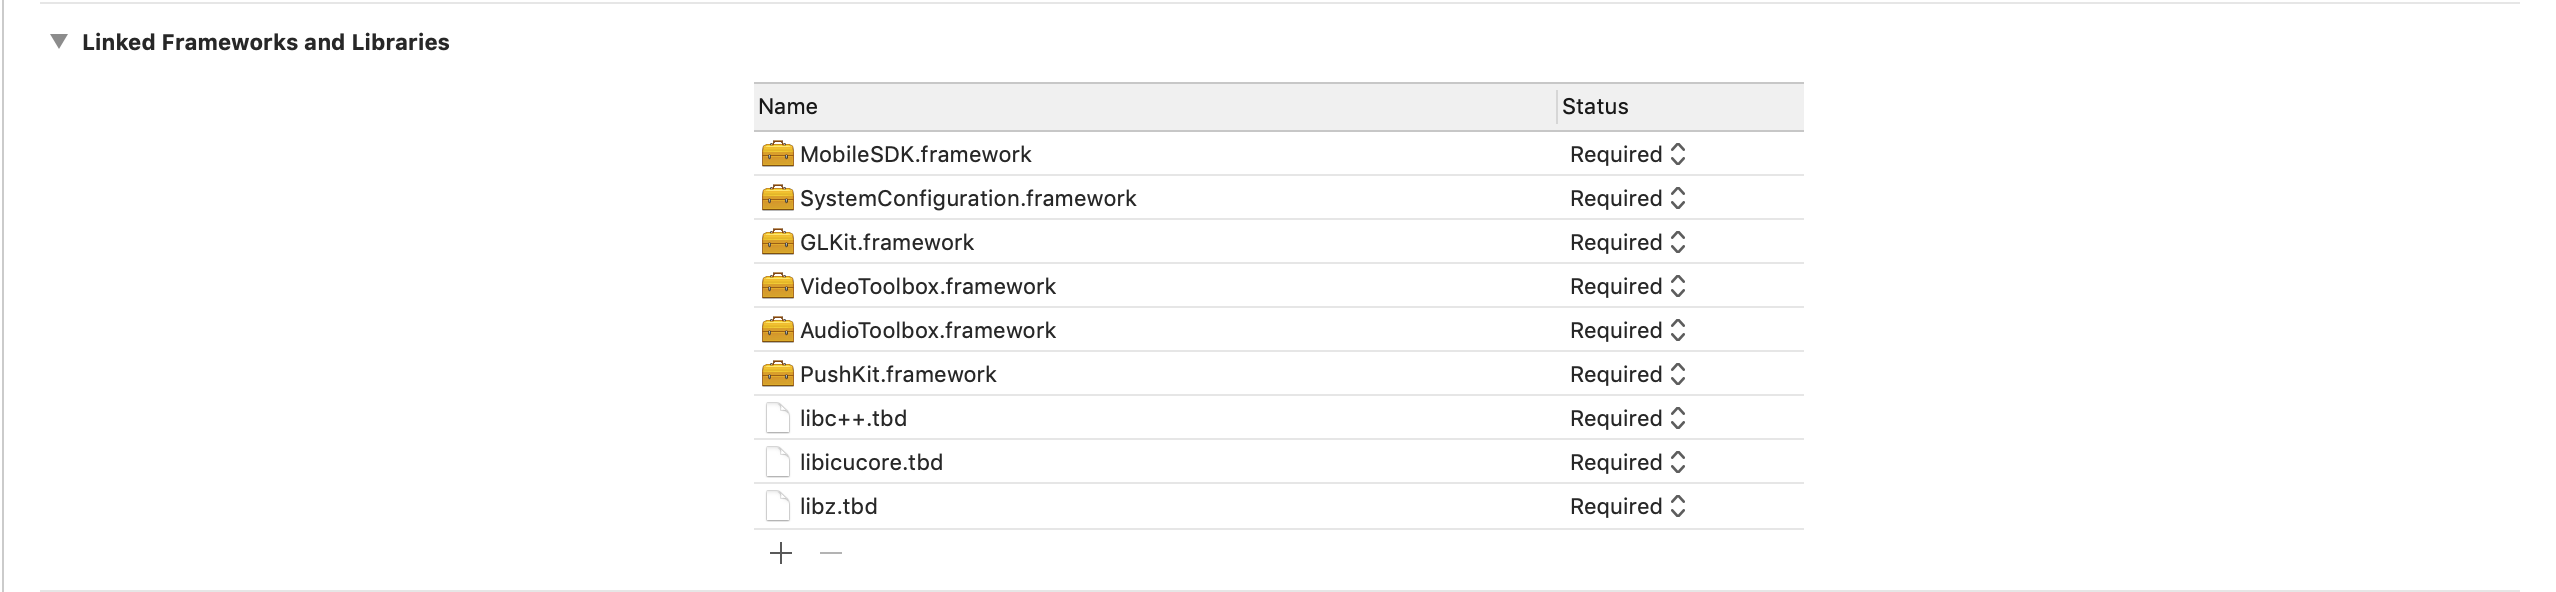 Linked Frameworks and Libraries
Name Status
MobileSDK.framework Required
SystemConfiguration.framework Required
GLKit.framework Required
VideoToolbox.framework Required
AudioToolbox.framework Required
PushKit.framework Required
libc++.tbd Required
libicucore.tbd Required
libz.tbd Required